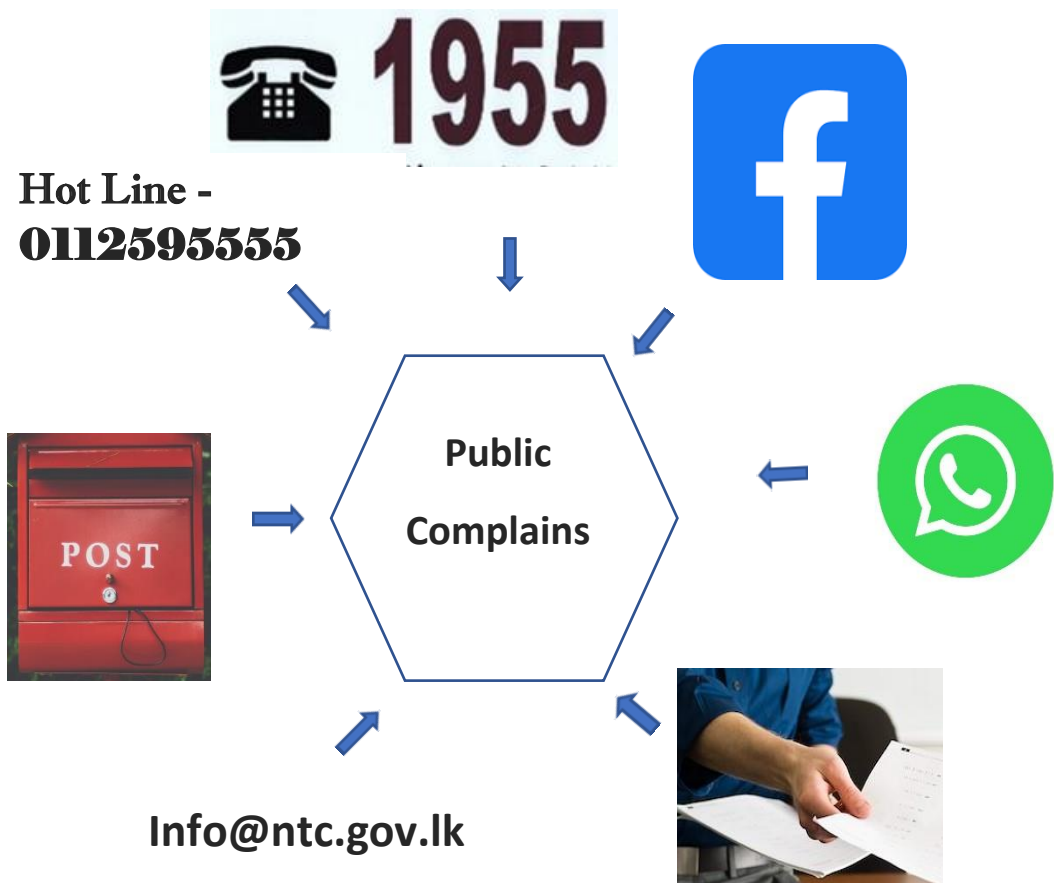 1955
Hot Line -
0112595555
Public
Complains
POST
Info@ntc.gov.lk